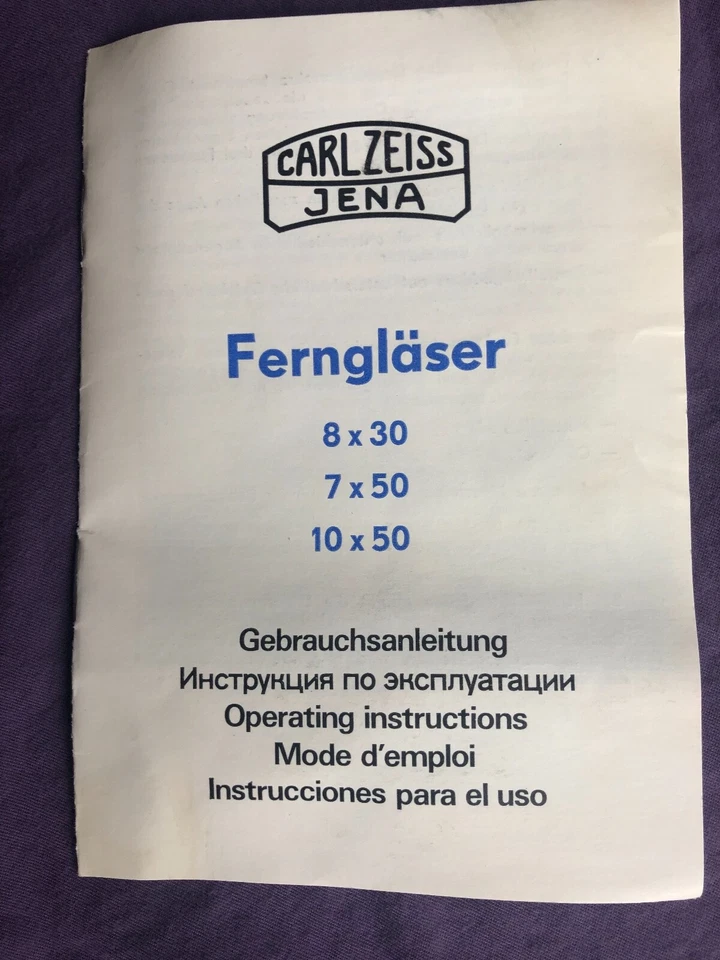 CARL ZEISS
JENA
Ferngläser
8 x 30
7 x 50
10 x 50
Gebrauchsanleitung
Инструкция по эксплуатации
Operating instructions
Mode d'emploi
Instrucciones para el uso